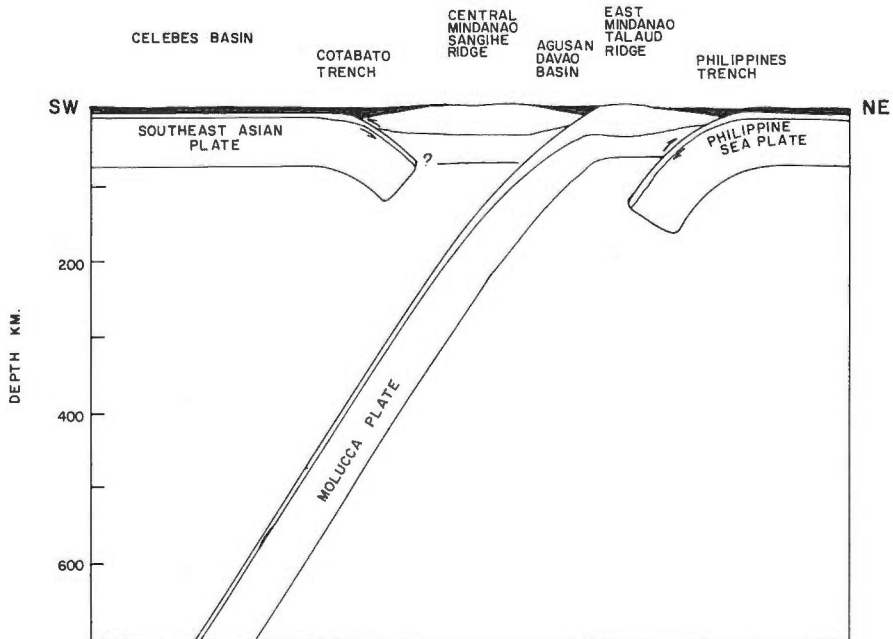 CELEBES BASIN
COTABATO
TRENCH
CENTRAL
MINDANAO
SANGIHE
RIDGE
AGUSAN
DAVAO
BASIN
EAST
MINDANAO
TALAUD
RIDGE
PHILIPPINES
TRENCH
SW
NE
SOUTHEAST ASIAN
PLATE
?
PHILIPPINE
SEA PLATE
200
DEPTH KM.
400
MOLUCCA PLATE
600